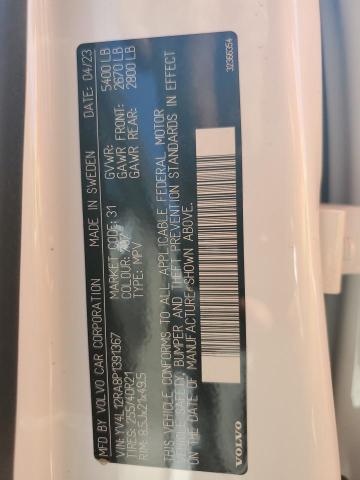 MFD BY VOLVO CAR CORPORATION MADE IN SWEDEN DATE: 04/23
VIN: YV4L12RA8P1391367 MARKET CODE: 31 GVWR: 5400 LB
TIRES: 255/40R21 COLOUR: GAWR FRONT: 2670 LB
RIM: 8.5Jx21x49.5 TYPE: MPV GAWR REAR: 2800 LB
THIS VEHICLE CONFORMS TO ALL APPLICABLE FEDERAL MOTOR
VEHICLE SAFETY, BUMPER AND THEFT PREVENTION STANDARDS IN EFFECT
ON THE DATE OF MANUFACTURE SHOWN ABOVE.
VOLVO 32366354